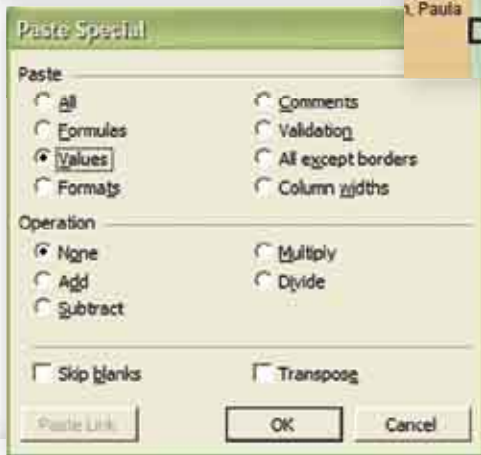 n, Paula
Paste Special
Paste
All
Comments
Formulas
Validation
Values
All except borders
Formats
Column widths
Operation
None
Multiply
Add
Divide
Subtract
Skip blanks
Transpose
Paste Link
OK
Cancel